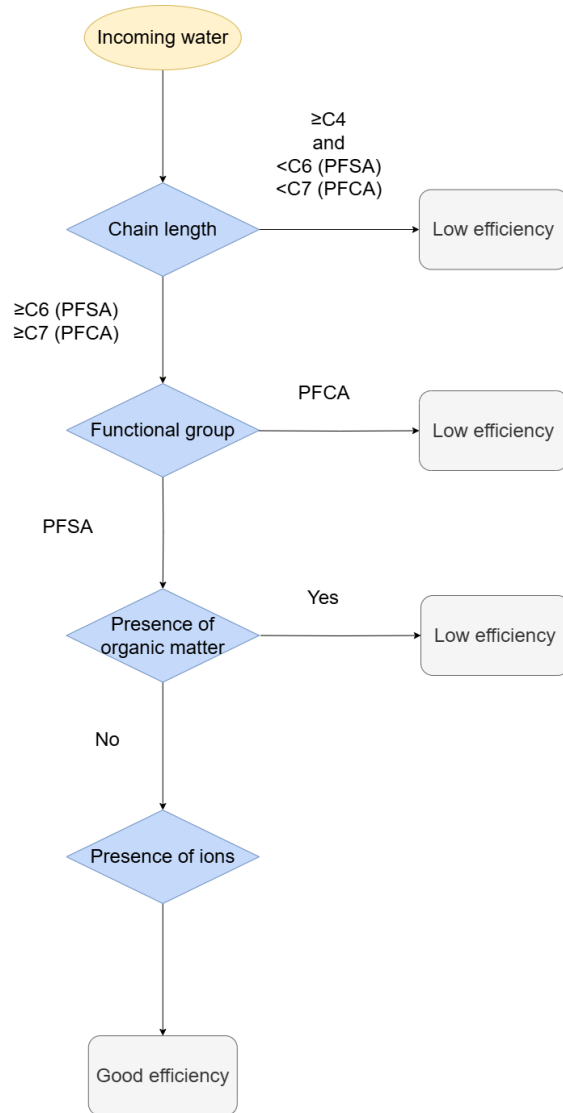 Incoming water
≥C4
and
<C6 (PFSA)
<C7 (PFCA)
Chain length
Low efficiency
≥C6 (PFSA)
≥C7 (PFCA)
PFCA
Functional group
Low efficiency
PFSA
Yes
Presence of
organic matter
Low efficiency
No
Presence of ions
Good efficiency